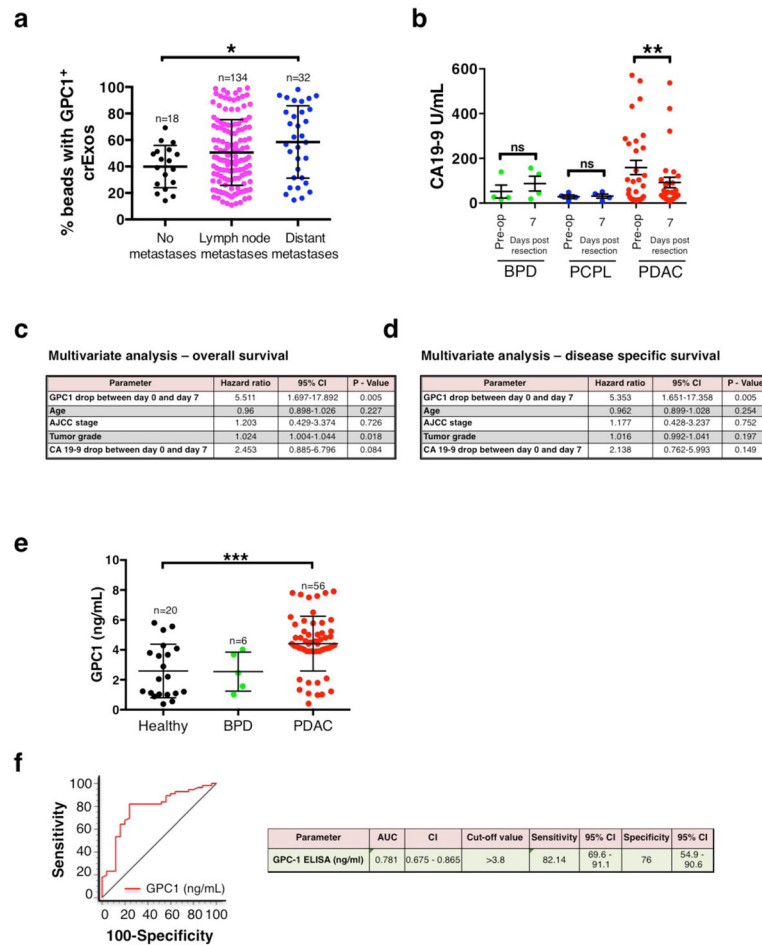 a
*
n=134
n=32
n=18
% beads with GPC1+
crExos
100
80
60
40
20
0
No
metastases
Lymph node
metastases
Distant
metastases
b
**
ns
ns
CA19-9 U/mL
600
400
200
0
Pre-op
7
Days post
resection
BPD
Pre-op
7
Days post
resection
PCPL
Pre-op
7
Days post
resection
PDAC
c
Multivariate analysis – overall survival
Parameter Hazard ratio 95% CI P - Value
GPC1 drop between day 0 and day 7 5.511 1.697-17.892 0.005
Age 0.96 0.898-1.026 0.227
AJCC stage 1.203 0.429-3.374 0.726
Tumor grade 1.024 1.004-1.044 0.018
CA 19-9 drop between day 0 and day 7 2.453 0.885-6.796 0.084
d
Multivariate analysis – disease specific survival
Parameter Hazard ratio 95% CI P - Value
GPC1 drop between day 0 and day 7 5.353 1.651-17.358 0.005
Age 0.962 0.899-1.028 0.254
AJCC stage 1.177 0.428-3.237 0.752
Tumor grade 1.016 0.992-1.041 0.197
CA 19-9 drop between day 0 and day 7 2.138 0.762-5.993 0.149
e
***
n=56
n=20
n=6
GPC1 (ng/mL)
10
8
6
4
2
0
Healthy BPD PDAC
f
Sensitivity
100
80
60
40
20
0
GPC1 (ng/mL)
0 20 40 60 80 100
100-Specificity
Parameter AUC CI Cut-off value Sensitivity 95% CI Specificity 95% CI
GPC-1 ELISA (ng/ml) 0.781 0.675 - 0.865 >3.8 82.14 69.6 - 91.1 76 54.9 - 90.6